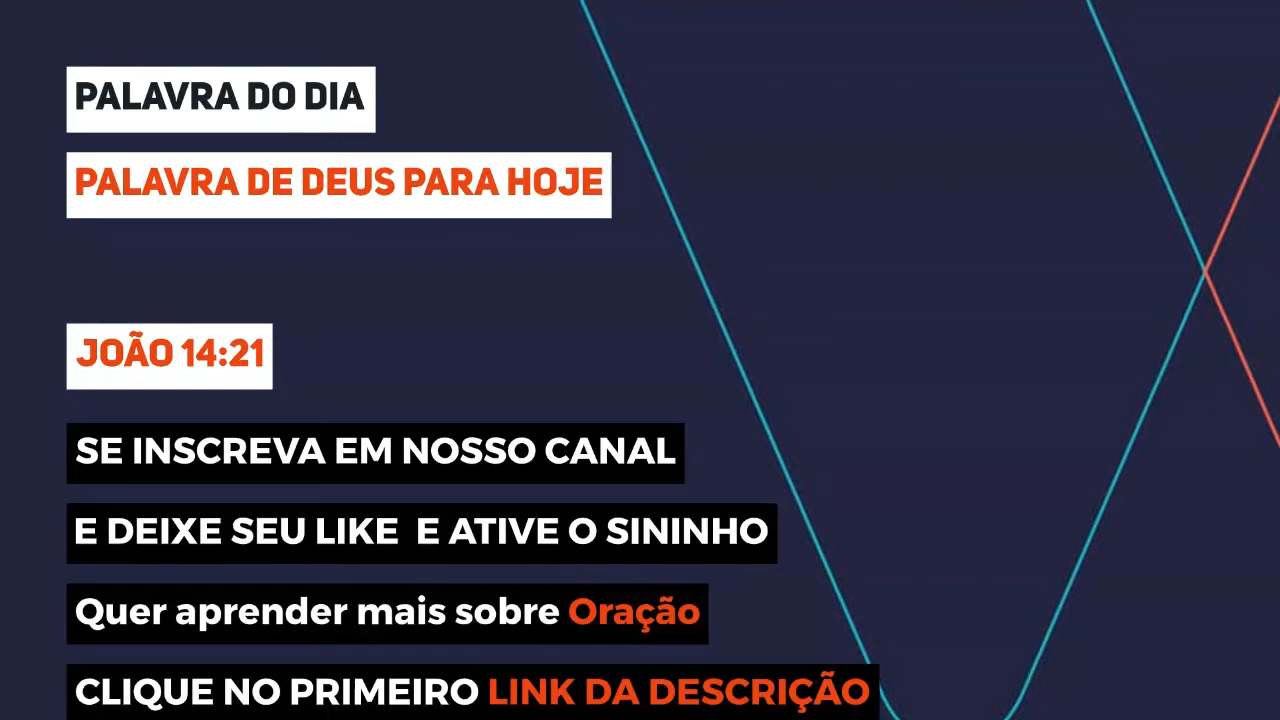 PALAVRA DO DIA
PALAVRA DE DEUS PARA HOJE
JOÃO 14:21
SE INSCREVA EM NOSSO CANAL
E DEIXE SEU LIKE E ATIVE O SININHO
Quer aprender mais sobre Oração
CLIQUE NO PRIMEIRO LINK DA DESCRIÇÃO